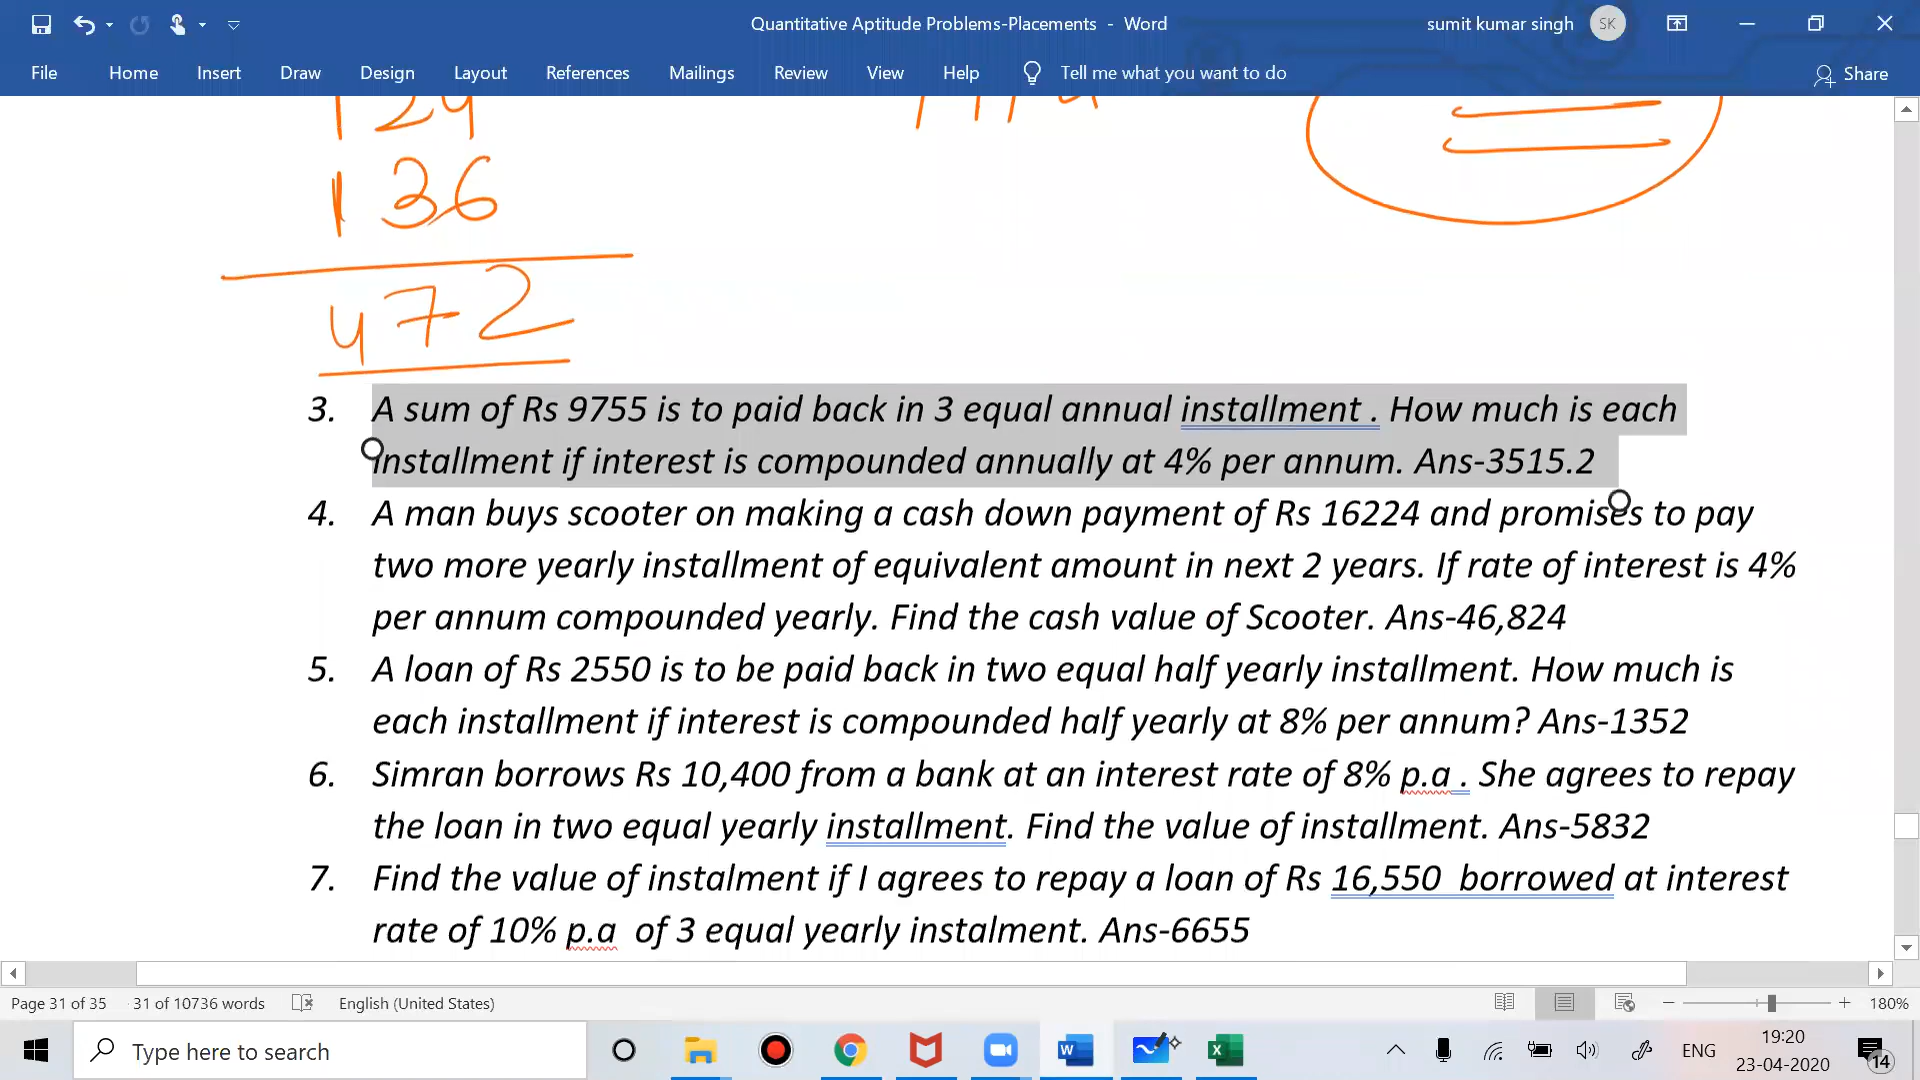 Quantitative Aptitude Problems-Placements - Word
sumit kumar singh
SK
File Home Insert Draw Design Layout References Mailings Review View Help Tell me what you want to do Share
124
136
472
3. A sum of Rs 9755 is to paid back in 3 equal annual installment . How much is each
installment if interest is compounded annually at 4% per annum. Ans-3515.2
4. A man buys scooter on making a cash down payment of Rs 16224 and promises to pay
two more yearly installment of equivalent amount in next 2 years. If rate of interest is 4%
per annum compounded yearly. Find the cash value of Scooter. Ans-46,824
5. A loan of Rs 2550 is to be paid back in two equal half yearly installment. How much is
each installment if interest is compounded half yearly at 8% per annum? Ans-1352
6. Simran borrows Rs 10,400 from a bank at an interest rate of 8% p.a . She agrees to repay
the loan in two equal yearly installment. Find the value of installment. Ans-5832
7. Find the value of instalment if I agrees to repay a loan of Rs 16,550 borrowed at interest
rate of 10% p.a of 3 equal yearly instalment. Ans-6655
Page 31 of 35 31 of 10736 words English (United States) 180%
Type here to search
W
X
ENG
19:20
23-04-2020
14